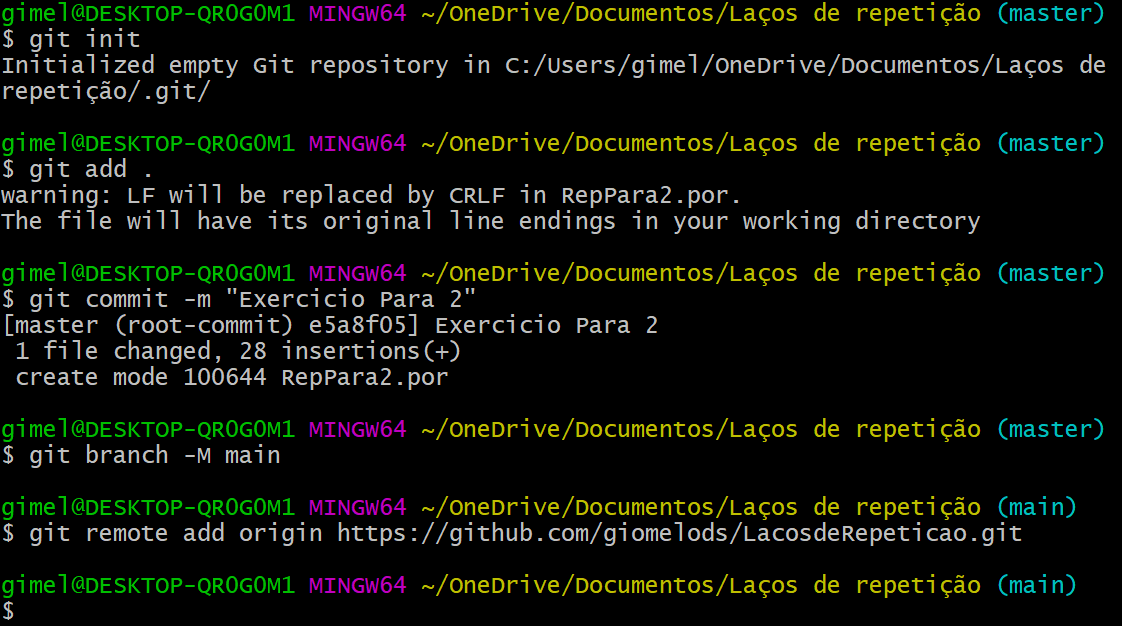 gimel@DESKTOP-QR0G0M1 MINGW64 ~/OneDrive/Documentos/Laços de repetição (master)
$ git init
Initialized empty Git repository in C:/Users/gimel/OneDrive/Documentos/Laços de
repetição/.git/
gimel@DESKTOP-QR0G0M1 MINGW64 ~/OneDrive/Documentos/Laços de repetição (master)
$ git add .
warning: LF will be replaced by CRLF in RepPara2.por.
The file will have its original line endings in your working directory
gimel@DESKTOP-QR0G0M1 MINGW64 ~/OneDrive/Documentos/Laços de repetição (master)
$ git commit -m "Exercicio Para 2"
[master (root-commit) e5a8f05] Exercicio Para 2
 1 file changed, 28 insertions(+)
 create mode 100644 RepPara2.por
gimel@DESKTOP-QR0G0M1 MINGW64 ~/OneDrive/Documentos/Laços de repetição (master)
$ git branch -M main
gimel@DESKTOP-QR0G0M1 MINGW64 ~/OneDrive/Documentos/Laços de repetição (main)
$ git remote add origin https://github.com/giomelods/LacosdeRepeticao.git
gimel@DESKTOP-QR0G0M1 MINGW64 ~/OneDrive/Documentos/Laços de repetição (main)
$